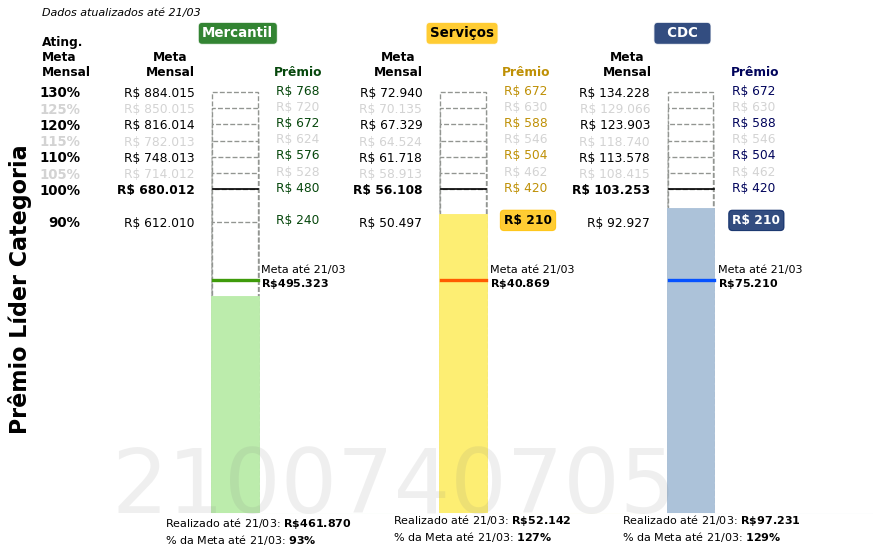 Dados atualizados até 21/03
Mercantil Serviços CDC
Ating. Meta Mensal Meta Mensal Prêmio Meta Mensal Prêmio Meta Mensal Prêmio
130% R$ 884.015 R$ 768 R$ 72.940 R$ 672 R$ 134.228 R$ 672
125% R$ 850.015 R$ 720 R$ 70.135 R$ 630 R$ 129.066 R$ 630
120% R$ 816.014 R$ 672 R$ 67.329 R$ 588 R$ 123.903 R$ 588
115% R$ 782.013 R$ 624 R$ 64.524 R$ 546 R$ 118.740 R$ 546
110% R$ 748.013 R$ 576 R$ 61.718 R$ 504 R$ 113.578 R$ 504
105% R$ 714.012 R$ 528 R$ 58.913 R$ 462 R$ 108.415 R$ 462
100% R$ 680.012 R$ 480 R$ 56.108 R$ 420 R$ 103.253 R$ 420
90% R$ 612.010 R$ 240 R$ 50.497 R$ 210 R$ 92.927 R$ 210
Meta até 21/03 Meta até 21/03 Meta até 21/03
R$495.323 R$40.869 R$75.210
Prêmio Líder Categoria
2100740705
Realizado até 21/03: R$461.870 Realizado até 21/03: R$52.142 Realizado até 21/03: R$97.231
% da Meta até 21/03: 93% % da Meta até 21/03: 127% % da Meta até 21/03: 129%